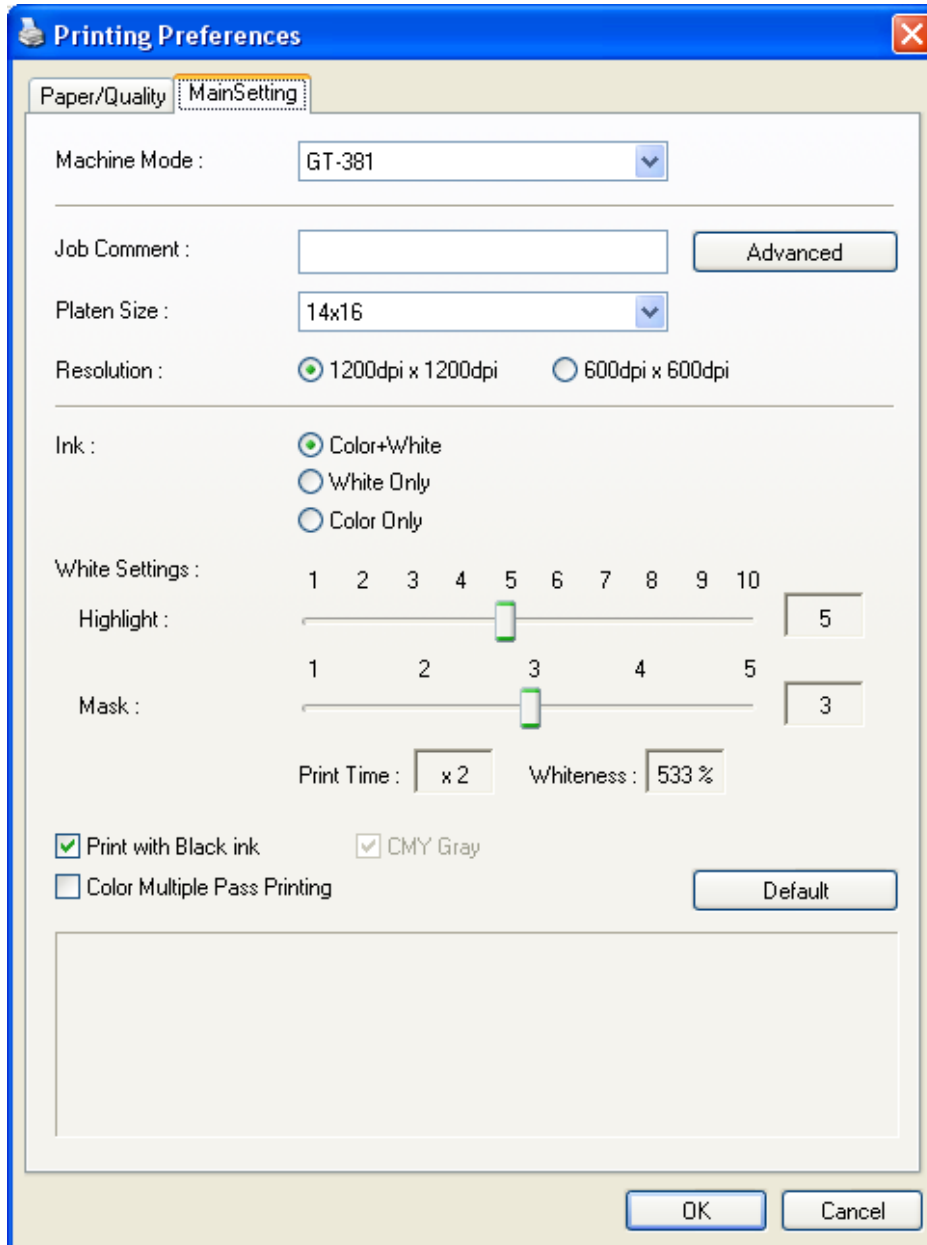 Printing Preferences
Paper/Quality MainSetting
Machine Mode : GT-381
Job Comment : Advanced
Platen Size : 14x16
Resolution : 1200dpi x 1200dpi 600dpi x 600dpi
Ink : Color+White
White Only
Color Only
White Settings : 1 2 3 4 5 6 7 8 9 10
Highlight : 5
1 2 3 4 5
Mask : 3
Print Time : x 2 Whiteness : 533 %
Print with Black ink CMY Gray
Color Multiple Pass Printing Default
OK Cancel